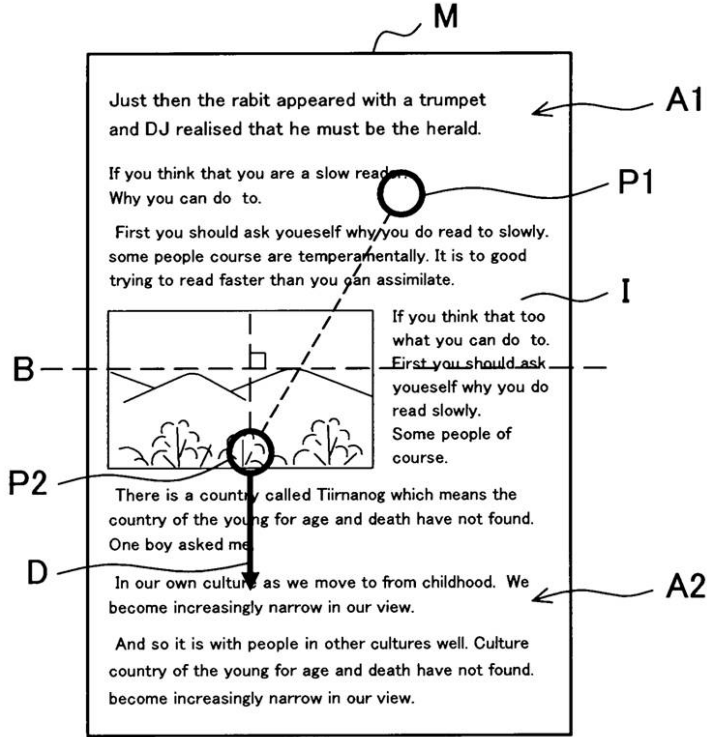 M
Just then the rabit appeared with a trumpet
and DJ realised that he must be the herald.
A1
If you think that you are a slow reader.
Why you can do to.
P1
First you should ask youeself why you do read to slowly.
some people course are temperamentally. It is to good
trying to read faster than you can assimilate.
I
If you think that too
what you can do to.
First you should ask
youeself why you do
read slowly.
Some people of
course.
B
P2
There is a country called Tiirnanog which means the
country of the young for age and death have not found.
One boy asked me.
D
In our own culture as we move to from childhood. We
become increasingly narrow in our view.
A2
And so it is with people in other cultures well. Culture
country of the young for age and death have not found.
become increasingly narrow in our view.